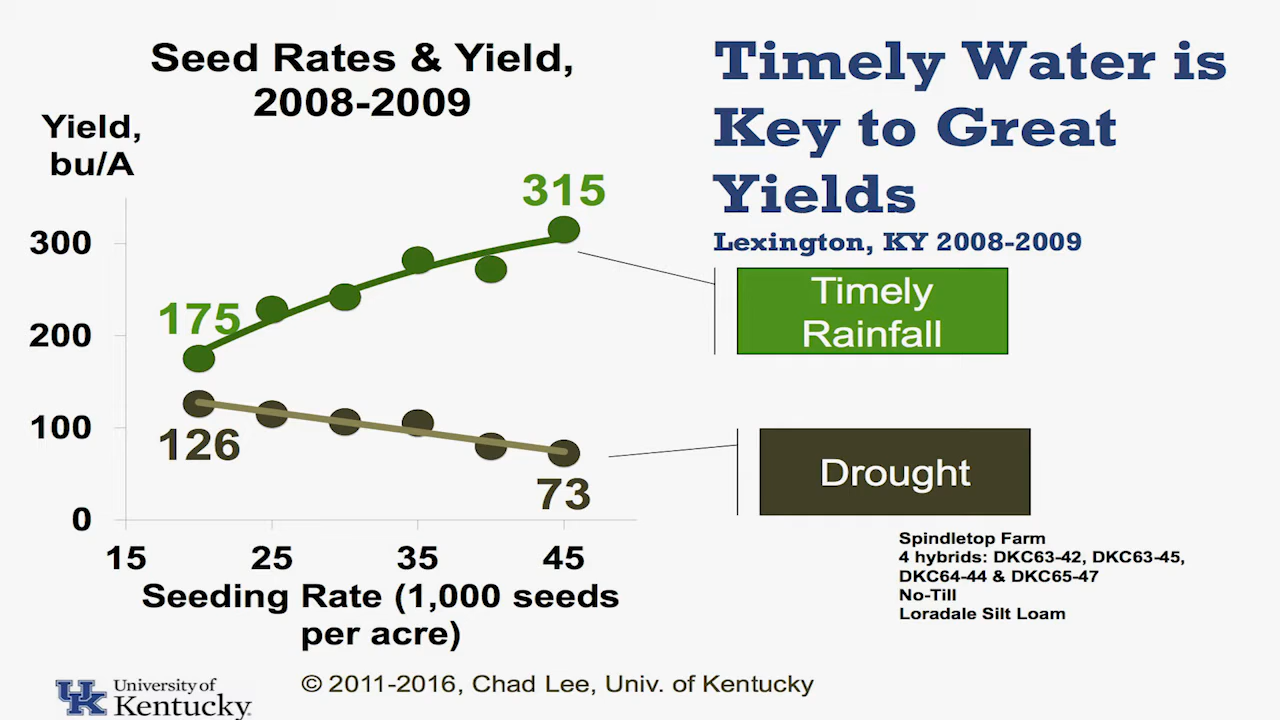 Seed Rates & Yield,
2008-2009
Timely Water is
Key to Great
Yields
Lexington, KY 2008-2009
Yield,
bu/A
315
300
175
200
126
100
73
0
15 25 35 45
Seeding Rate (1,000 seeds
per acre)
Timely
Rainfall
Drought
Spindletop Farm
4 hybrids: DKC63-42, DKC63-45,
DKC64-44 & DKC65-47
No-Till
Loradale Silt Loam
UK
University of
Kentucky.
© 2011-2016, Chad Lee, Univ. of Kentucky